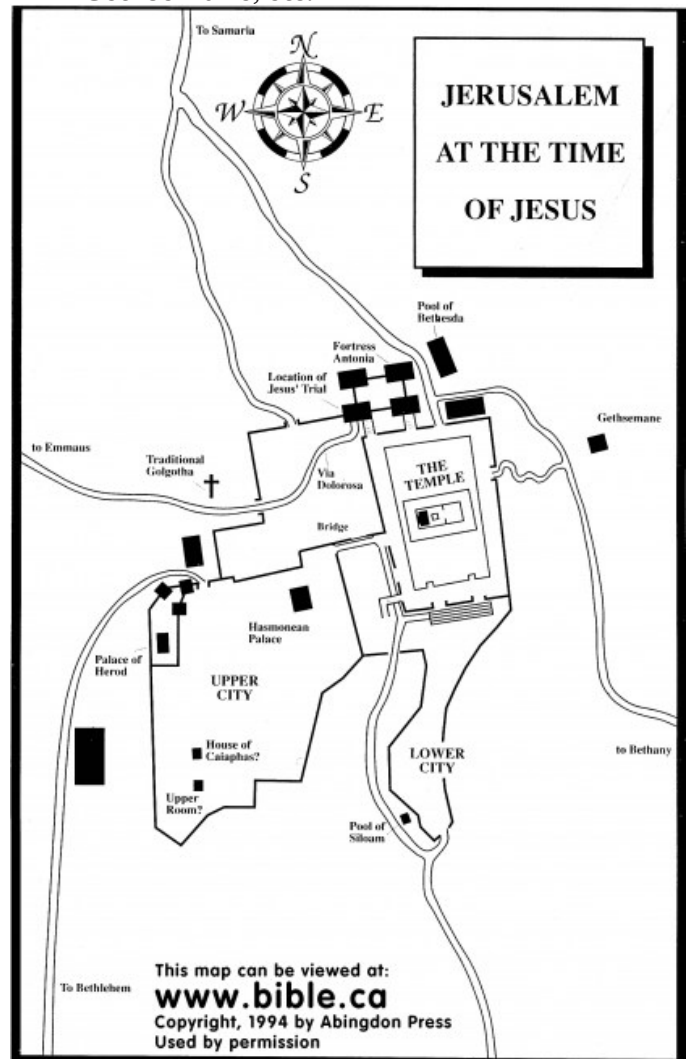 To Samaria
N
W
E
S
JERUSALEM
AT THE TIME
OF JESUS
Pool of
Bethesda
Fortress
Antonia
Location of
Jesus' Trial
Gethsemane
to Emmaus
Traditional
Golgotha
Via
Dolorosa
THE
TEMPLE
Bridge
Hasmonean
Palace
Palace of
Herod
UPPER
CITY
House of
Caiaphas?
Upper
Room?
LOWER
CITY
to Bethany
Pool of
Siloam
To Bethlehem
This map can be viewed at:
www.bible.ca
Copyright, 1994 by Abingdon Press
Used by permission